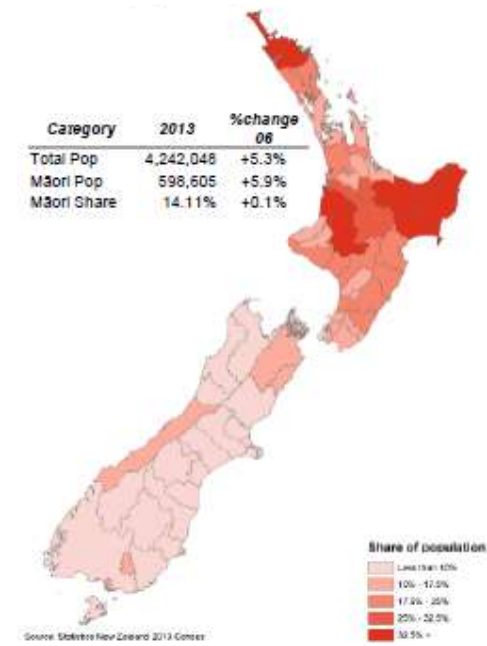 Category 2013 %change 06
Total Pop 4,242,048 +5.3%
Māori Pop 598,605 +5.9%
Māori Share 14.11% +0.1%
Share of population
Less than 10%
10% - 17.5%
17.5% - 25%
25% - 32.5%
32.5% +
Source: Statistics New Zealand 2013 Census